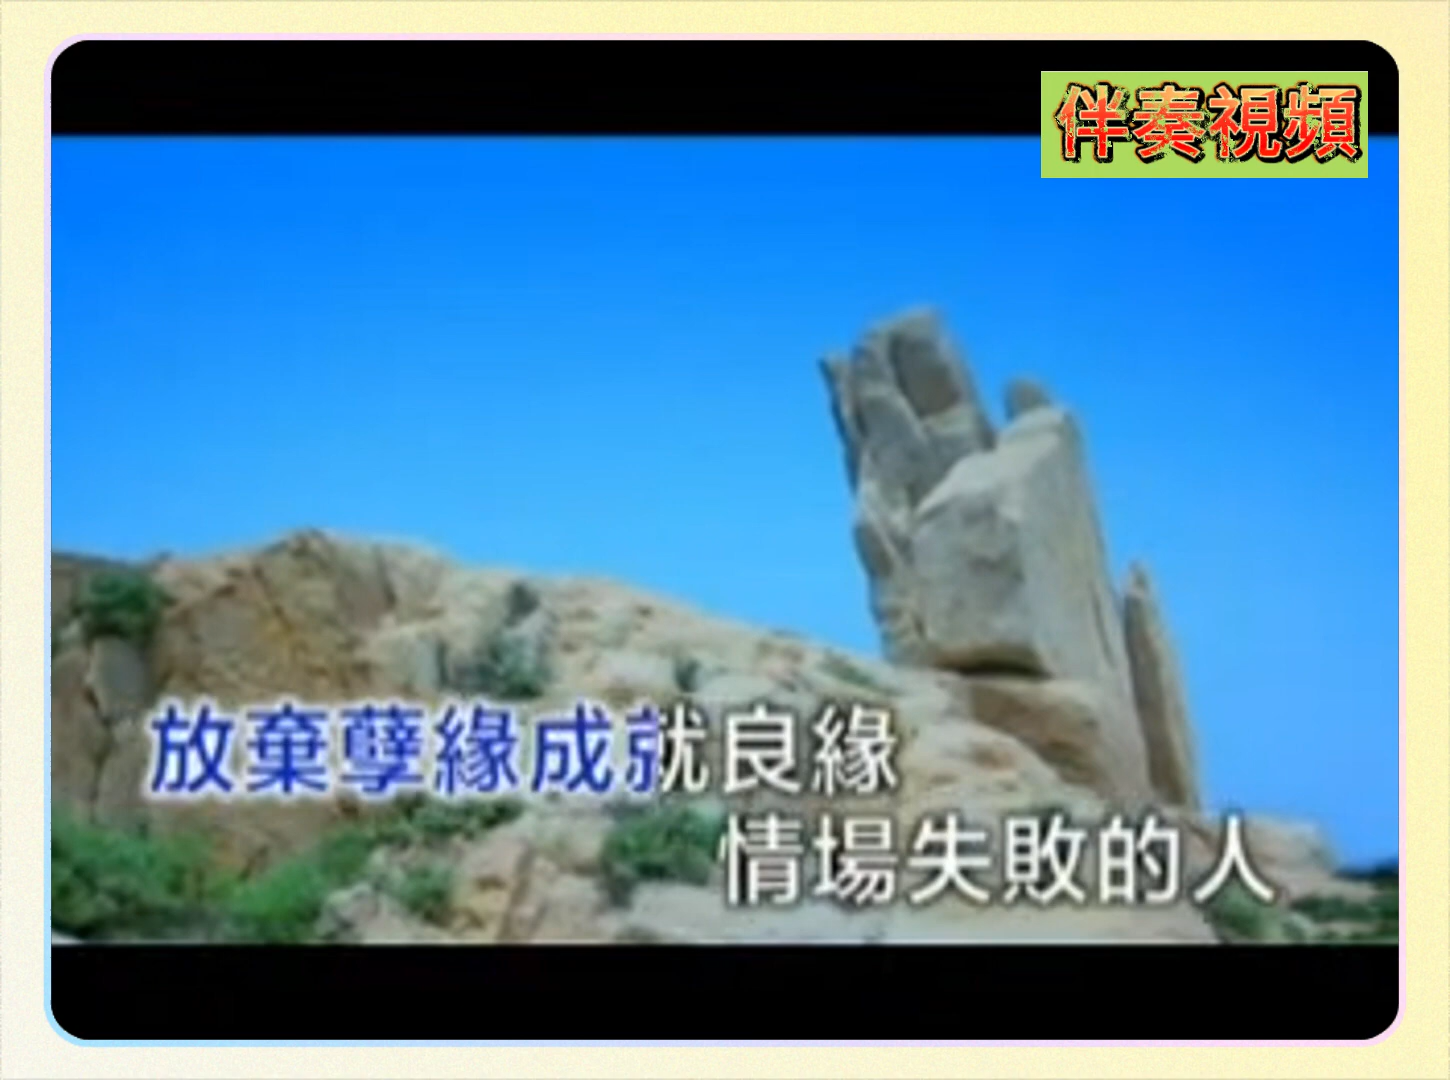 伴奏視頻
放棄孽緣成就良緣
情場失敗的人